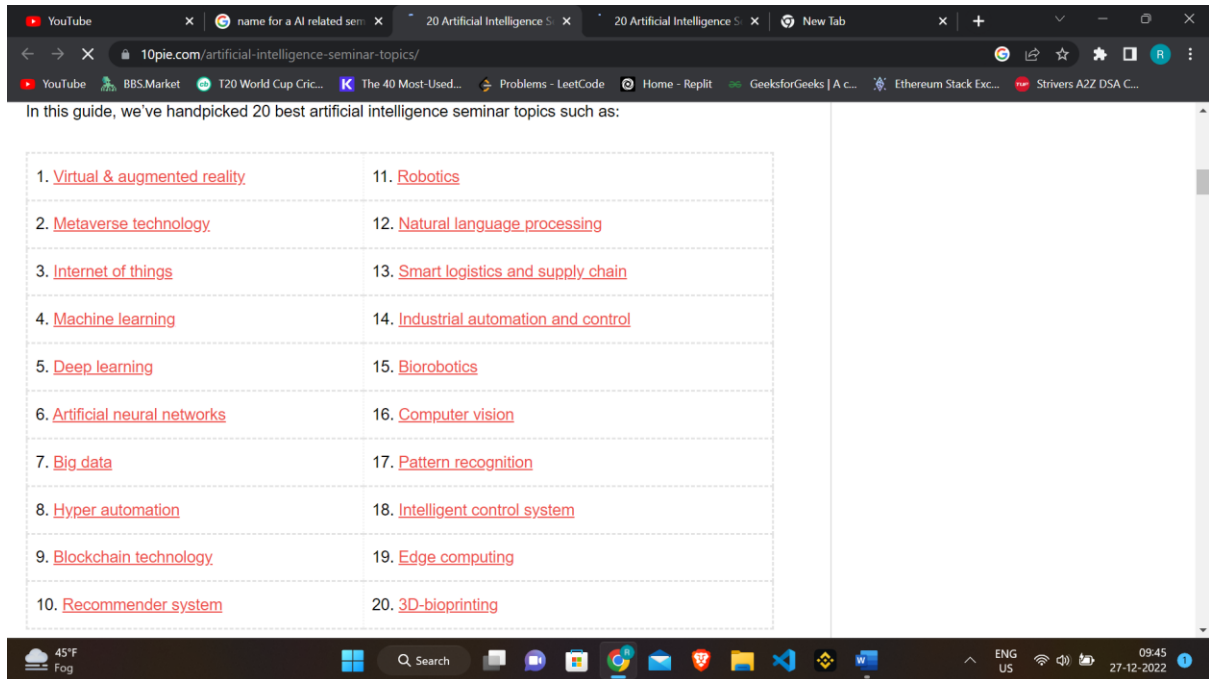 YouTube
name for a AI related sem
20 Artificial Intelligence S
20 Artificial Intelligence S
New Tab
10pie.com/artificial-intelligence-seminar-topics/
R
YouTube
BBS.Market
T20 World Cup Cric...
The 40 Most-Used...
Problems - LeetCode
Home - Replit
GeeksforGeeks | A c...
Ethereum Stack Exc...
Strivers A2Z DSA C...
In this guide, we've handpicked 20 best artificial intelligence seminar topics such as:
1. Virtual & augmented reality
11. Robotics
2. Metaverse technology
12. Natural language processing
3. Internet of things
13. Smart logistics and supply chain
4. Machine learning
14. Industrial automation and control
5. Deep learning
15. Biorobotics
6. Artificial neural networks
16. Computer vision
7. Big data
17. Pattern recognition
8. Hyper automation
18. Intelligent control system
9. Blockchain technology
19. Edge computing
10. Recommender system
20. 3D-bioprinting
45°F
Fog
Search
ENG
US
09:45
27-12-2022
1